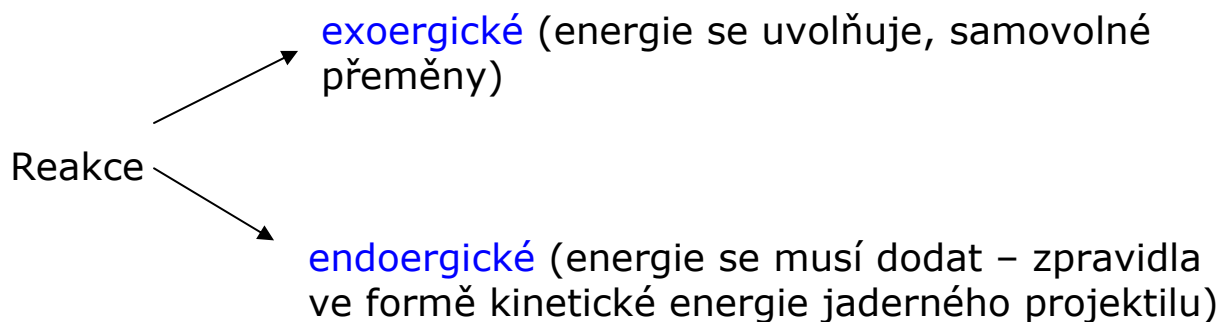 exoergické (energie se uvolňuje, samovolné
přeměny)
Reakce
endoergické (energie se musí dodat – zpravidla
ve formě kinetické energie jaderného projektilu)